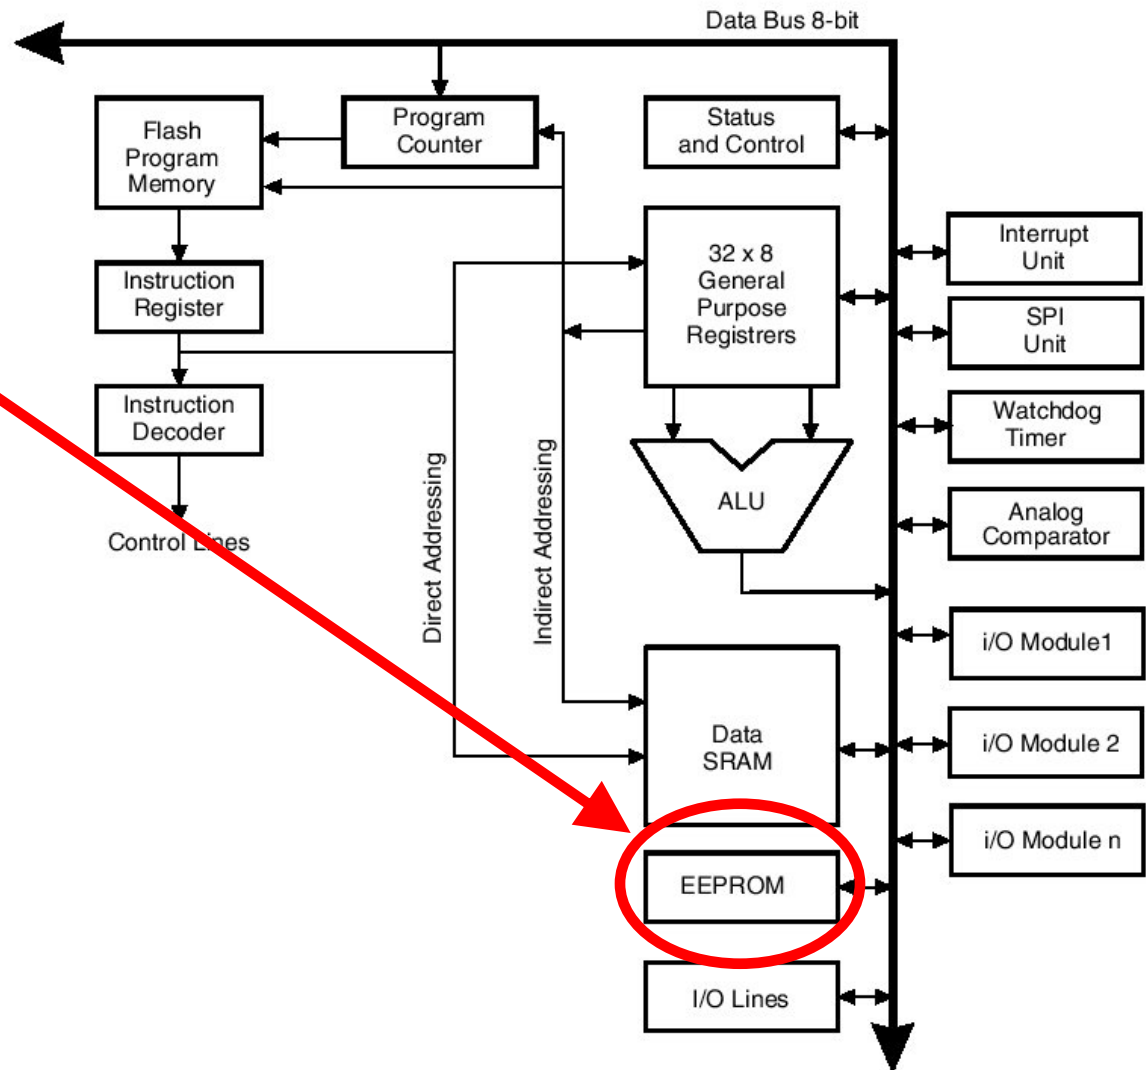 Data Bus 8-bit
Flash
Program
Memory
Program
Counter
Status
and Control
32 x 8
General
Purpose
Registrers
Interrupt
Unit
Instruction
Register
SPI
Unit
Instruction
Decoder
Watchdog
Timer
ALU
Analog
Comparator
Control Lines
Direct Addressing
Indirect Addressing
i/O Module1
Data
SRAM
i/O Module 2
i/O Module n
EEPROM
I/O Lines